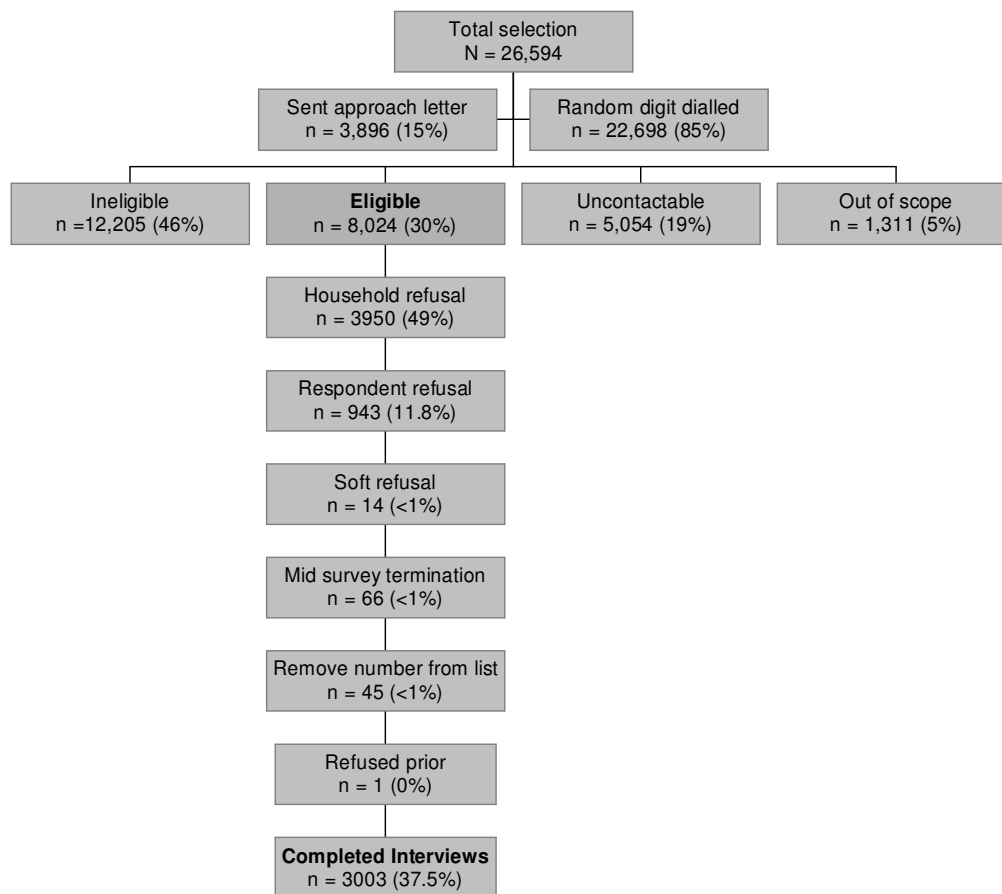 Total selection
N = 26,594
Sent approach letter
n = 3,896 (15%)
Random digit dialled
n = 22,698 (85%)
Ineligible
n =12,205 (46%)
Eligible
n = 8,024 (30%)
Uncontactable
n = 5,054 (19%)
Out of scope
n = 1,311 (5%)
Household refusal
n = 3950 (49%)
Respondent refusal
n = 943 (11.8%)
Soft refusal
n = 14 (<1%)
Mid survey termination
n = 66 (<1%)
Remove number from list
n = 45 (<1%)
Refused prior
n = 1 (0%)
Completed Interviews
n = 3003 (37.5%)